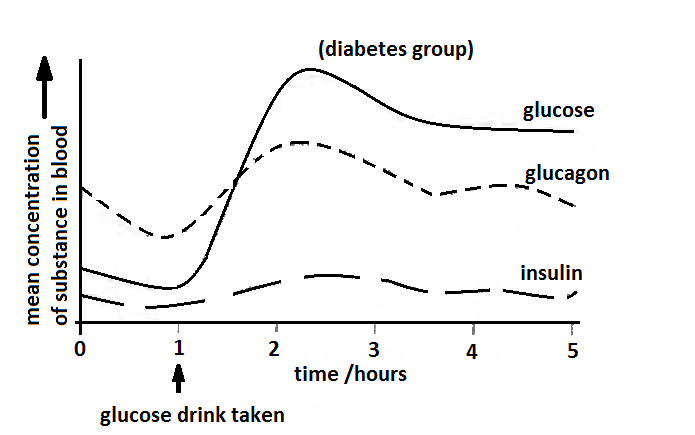 (diabetes group)
glucose
glucagon
insulin
mean concentration
of substance in blood
0 1 2 3 4 5
time /hours
glucose drink taken